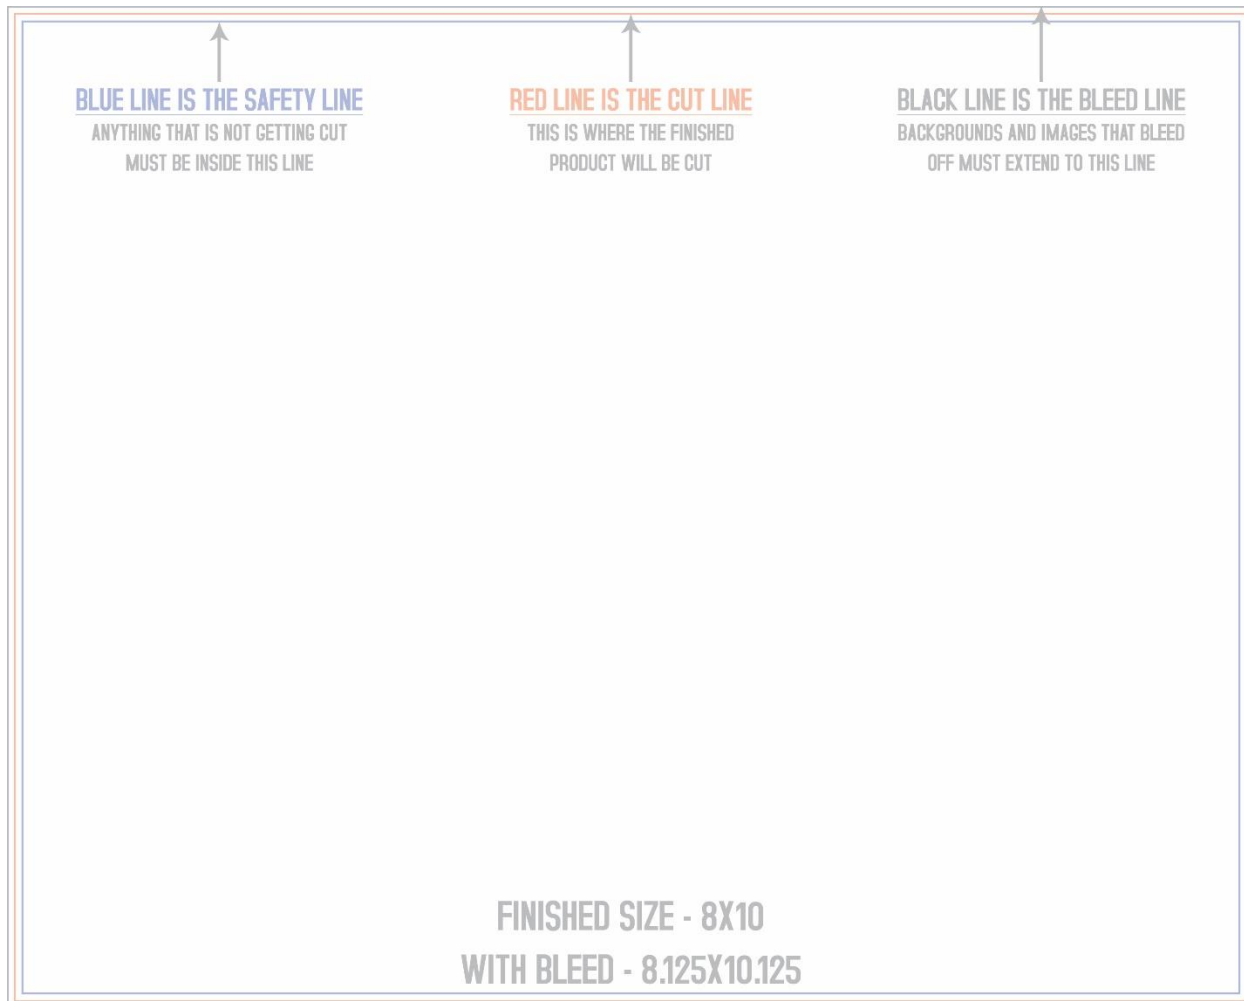 BLUE LINE IS THE SAFETY LINE
ANYTHING THAT IS NOT GETTING CUT
MUST BE INSIDE THIS LINE
RED LINE IS THE CUT LINE
THIS IS WHERE THE FINISHED
PRODUCT WILL BE CUT
BLACK LINE IS THE BLEED LINE
BACKGROUNDS AND IMAGES THAT BLEED
OFF MUST EXTEND TO THIS LINE
FINISHED SIZE - 8X10
WITH BLEED - 8.125X10.125